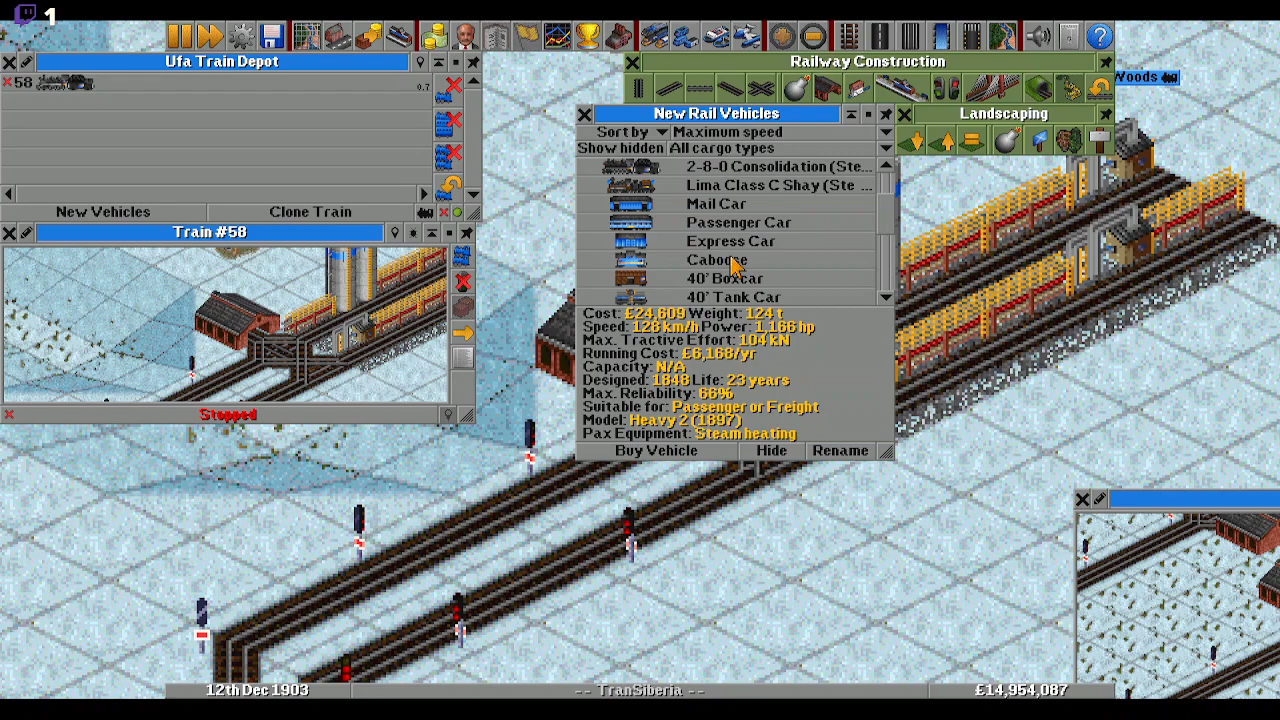 1
Ufa Train Depot
58
0.7
New Vehicles
Clone Train
Train #58
Stopped
Railway Construction
Woods
New Rail Vehicles
Landscaping
Sort by
Maximum speed
Show hidden
All cargo types
2-8-0 Consolidation (Ste...
Lima Class C Shay (Ste ...
Mail Car
Passenger Car
Express Car
Caboose
40' Boxcar
40' Tank Car
Cost: £24,609 Weight: 124 t
Speed: 128 km/h Power: 1,166 hp
Max. Tractive Effort: 104 kN
Running Cost: £6,168/yr
Capacity: N/A
Designed: 1848 Life: 23 years
Max. Reliability: 66%
Suitable for: Passenger or Freight
Model: Heavy 2 (1897)
Pax Equipment: Steam heating
Buy Vehicle
Hide
Rename
12th Dec 1903
-- TranSiberia --
£14,954,087